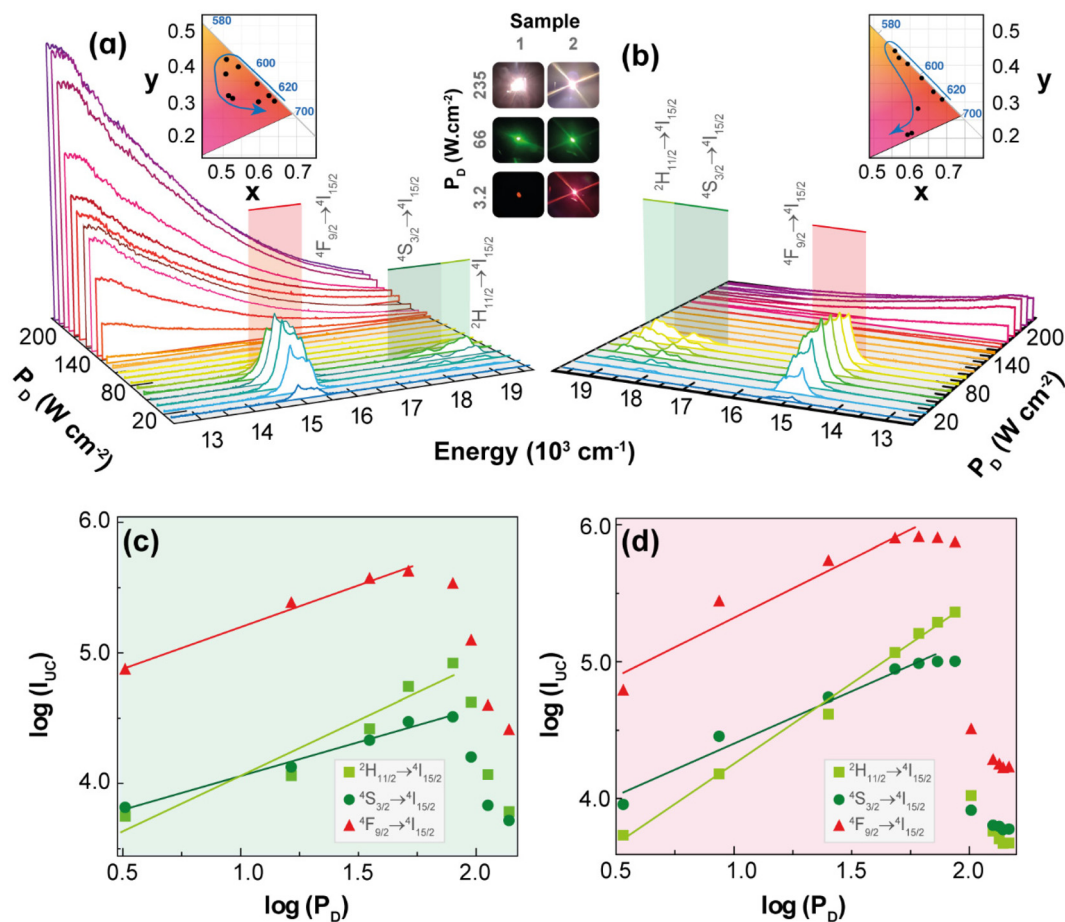 (a)
580
600
620
700
0.5
0.4
0.3
0.2
y
0.5 0.6 0.7
x
Sample
1 2
P_D (W.cm⁻²)
235
66
3.2
(b)
580
600
620
700
0.5
0.4
0.3
0.2
y
0.5 0.6 0.7
x
⁴F₉/₂→⁴I₁₅/₂
⁴S₃/₂→⁴I₁₅/₂
²H₁₁/₂→⁴I₁₅/₂
²H₁₁/₂→⁴I₁₅/₂
⁴S₃/₂→⁴I₁₅/₂
⁴F₉/₂→⁴I₁₅/₂
200
140
80
20
P_D (W cm⁻²)
13 14 15 16 17 18 19
Energy (10³ cm⁻¹)
19 18 17 16 15 14 13
200
140
80
20
P_D (W cm⁻²)
(c)
6.0
5.0
4.0
log (I_UC)
²H₁₁/₂→⁴I₁₅/₂
⁴S₃/₂→⁴I₁₅/₂
⁴F₉/₂→⁴I₁₅/₂
0.5 1.0 1.5 2.0
log (P_D)
(d)
6.0
5.0
4.0
log (I_UC)
²H₁₁/₂→⁴I₁₅/₂
⁴S₃/₂→⁴I₁₅/₂
⁴F₉/₂→⁴I₁₅/₂
0.5 1.0 1.5 2.0
log (P_D)